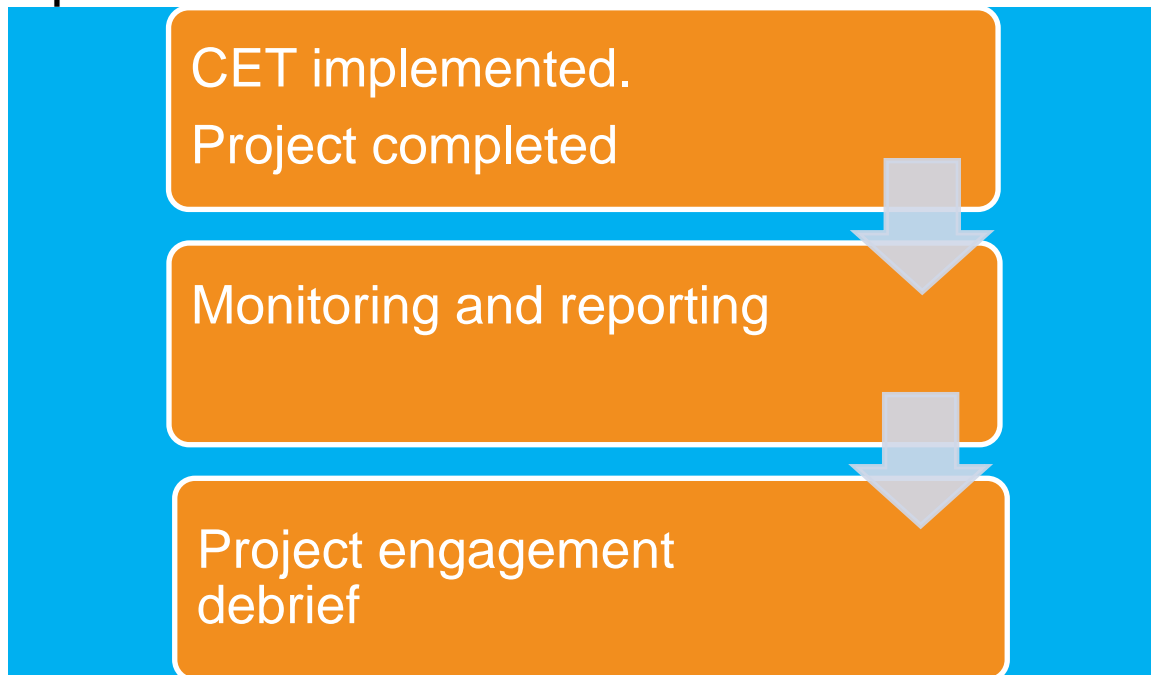 CET implemented.
Project completed
Monitoring and reporting
Project engagement
debrief